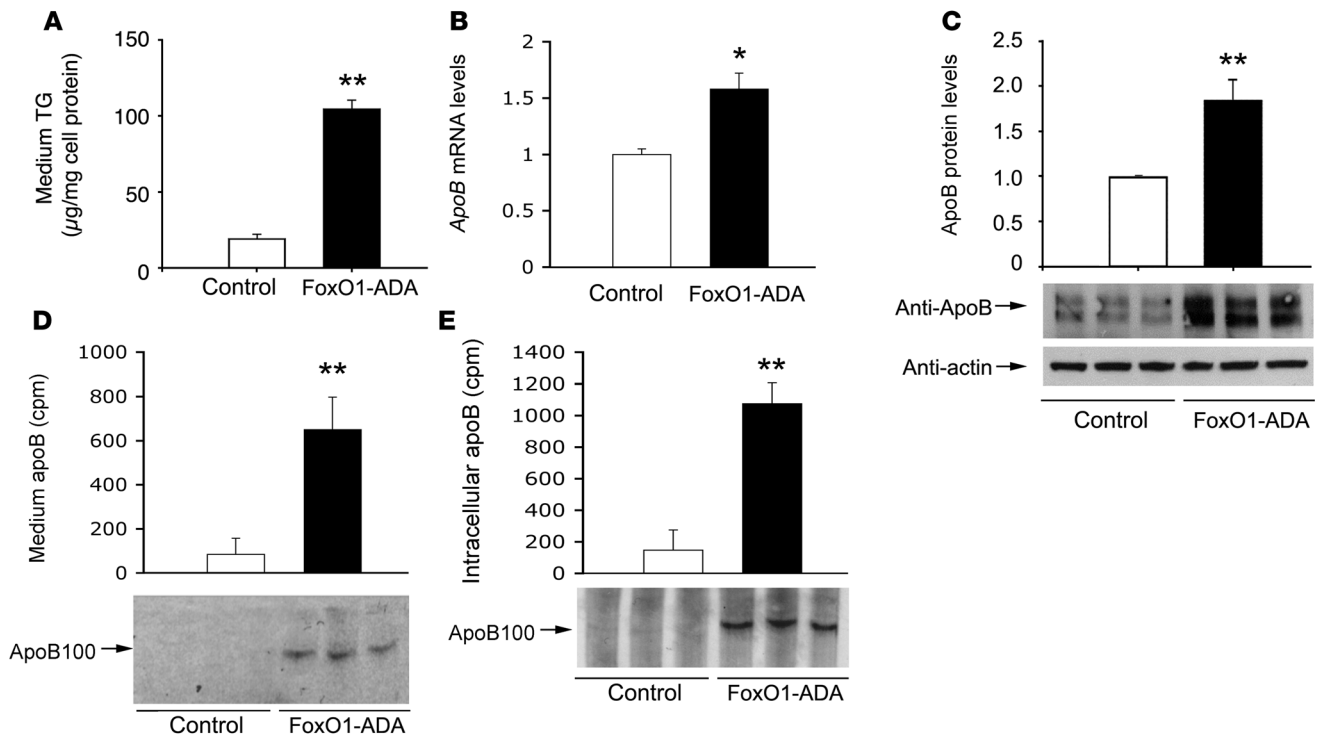 A
Medium TG
(µg/mg cell protein)
150
100
50
0
**
Control
FoxO1-ADA
B
ApoB mRNA levels
2
1.5
1
0.5
0
*
Control
FoxO1-ADA
C
ApoB protein levels
2.5
2.0
1.5
1.0
0.5
0
**
Anti-ApoB
Anti-actin
Control
FoxO1-ADA
D
Medium apoB (cpm)
1000
800
600
400
200
0
**
ApoB100
Control
FoxO1-ADA
E
Intracellular apoB (cpm)
1400
1200
1000
800
600
400
200
0
**
ApoB100
Control
FoxO1-ADA